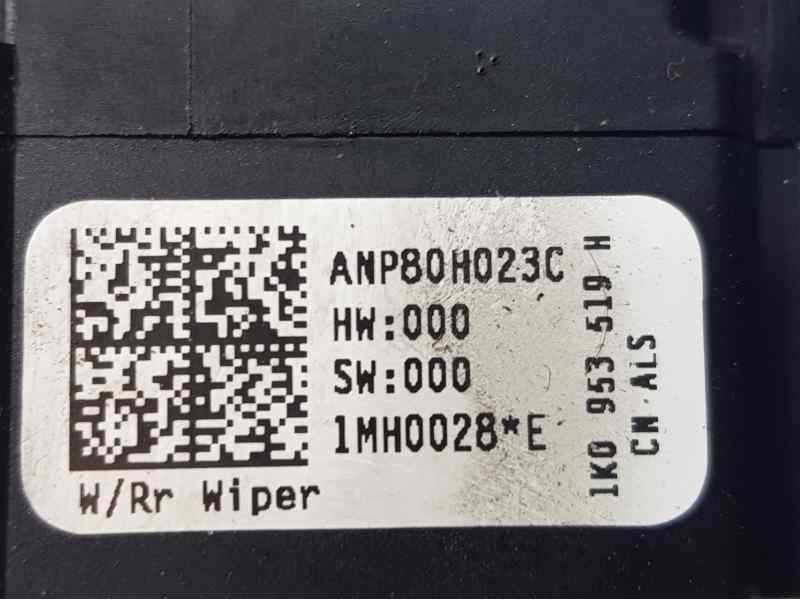 ANP80H023C
HW:000
SW:000
1MH0028*E
W/Rr Wiper
1K0 953 519 H
CN-ALS